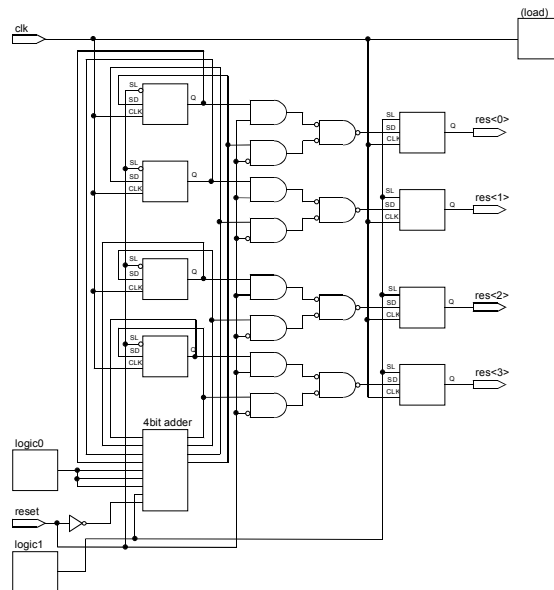 (load)
clk
SL
SD
CLK
Q
SL
SD
CLK
Q
res<0>
SL
SD
CLK
Q
SL
SD
CLK
Q
res<1>
SL
SD
CLK
Q
SL
SD
CLK
Q
res<2>
SL
SD
CLK
Q
SL
SD
CLK
Q
res<3>
4bit adder
logic0
reset
logic1